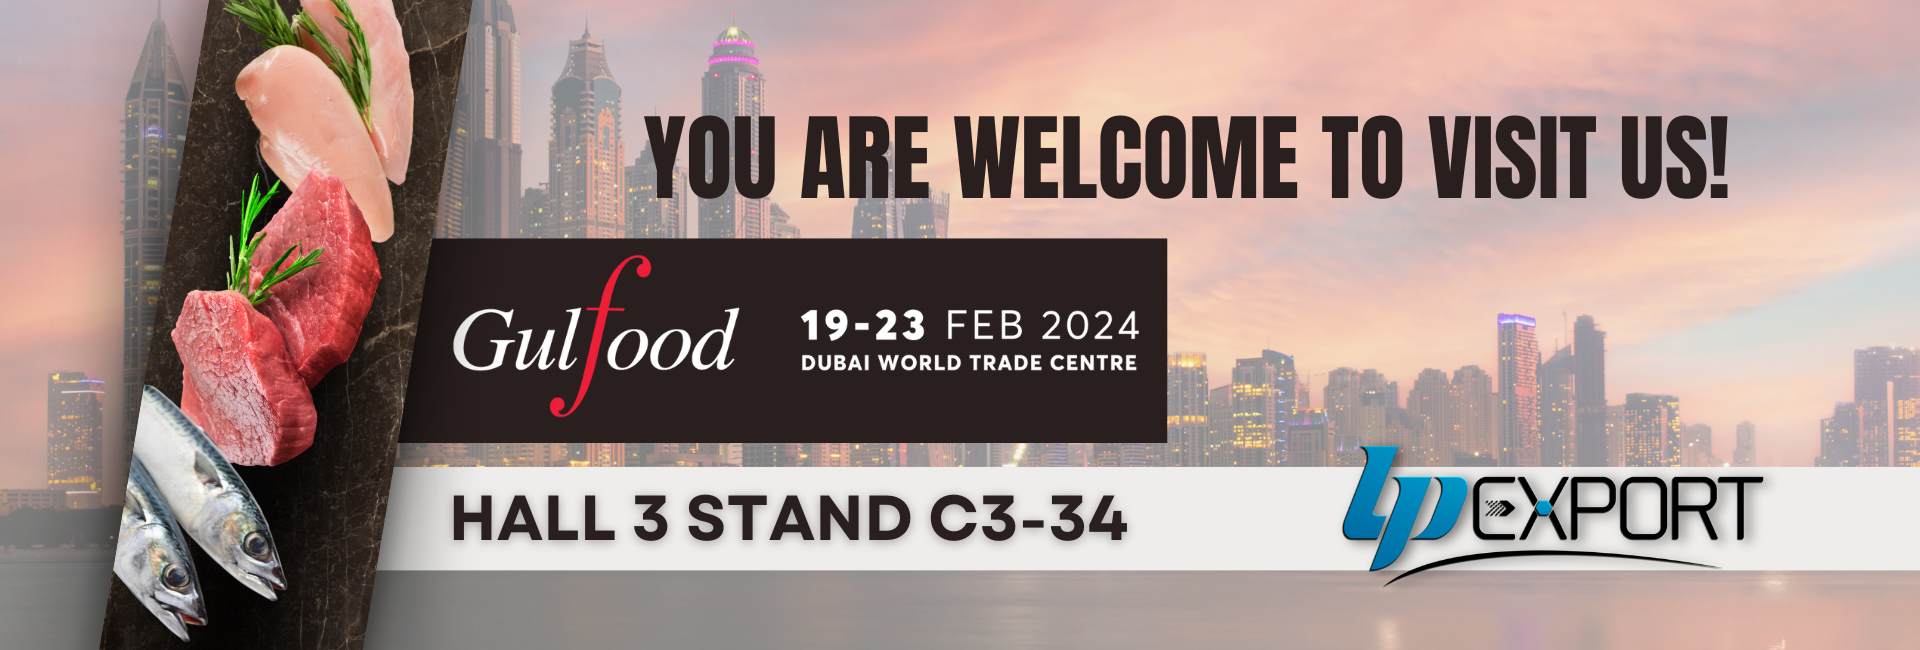 YOU ARE WELCOME TO VISIT US!
Gulfood
19-23 FEB 2024
DUBAI WORLD TRADE CENTRE
HALL 3 STAND C3-34
LP EXPORT